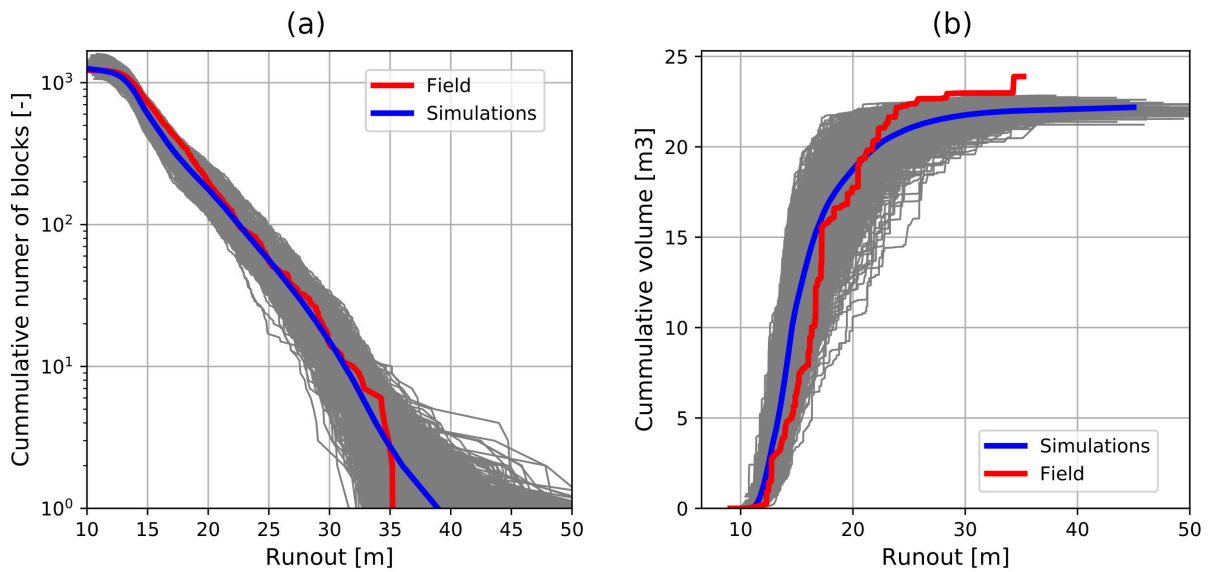 (a)
Cummulative numer of blocks [-]
10³
10²
10¹
10⁰
10 15 20 25 30 35 40 45 50
Runout [m]
Field
Simulations
(b)
Cummulative volume [m3]
25
20
15
10
5
0
10 20 30 40 50
Runout [m]
Simulations
Field